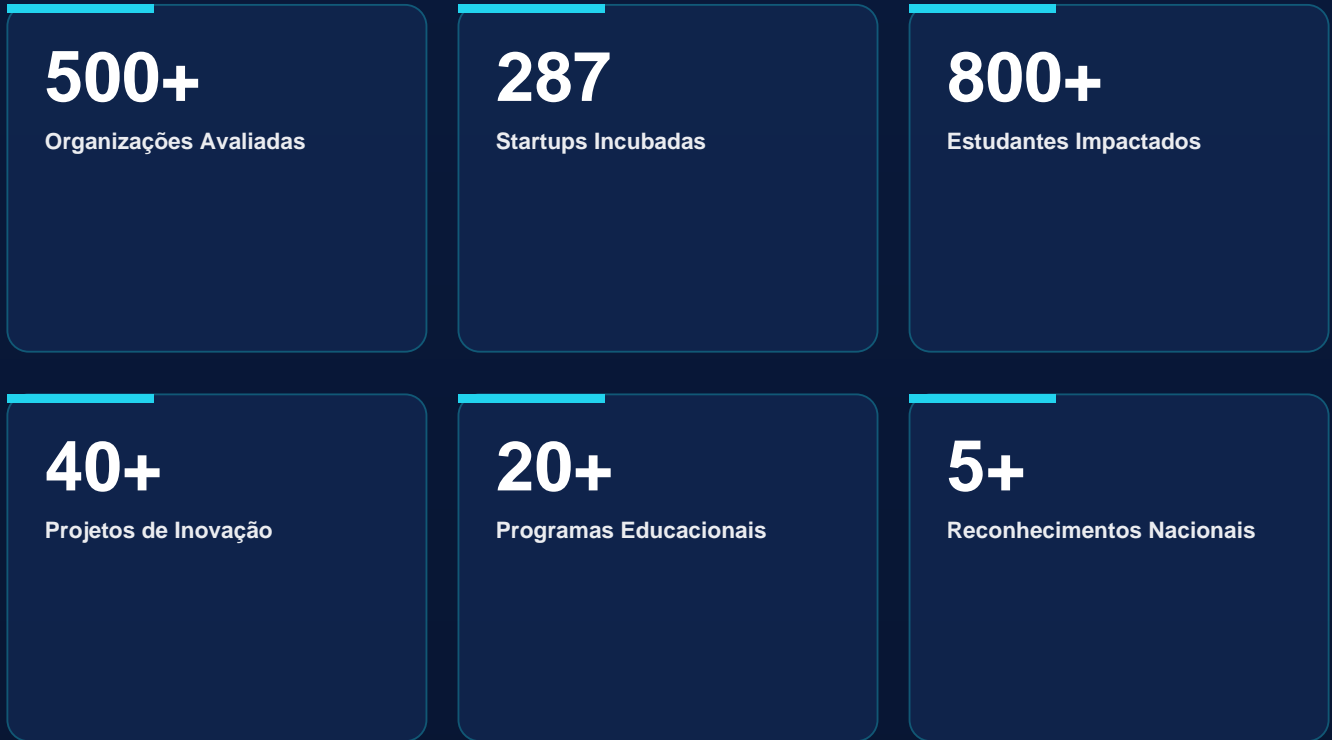 500+
Organizações Avaliadas
287
Startups Incubadas
800+
Estudantes Impactados
40+
Projetos de Inovação
20+
Programas Educacionais
5+
Reconhecimentos Nacionais